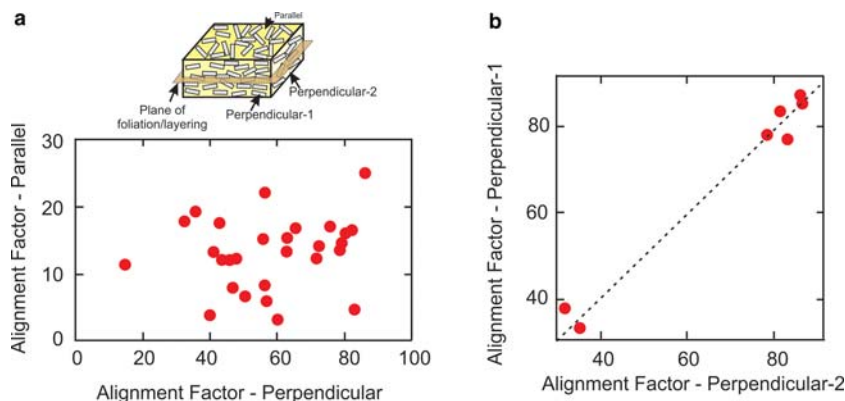 a
Parallel
Perpendicular-2
Perpendicular-1
Plane of
foliation/layering
Alignment Factor - Parallel
30
20
10
0
0 20 40 60 80 100
Alignment Factor - Perpendicular
b
Alignment Factor - Perpendicular-1
80
60
40
40 60 80
Alignment Factor - Perpendicular-2